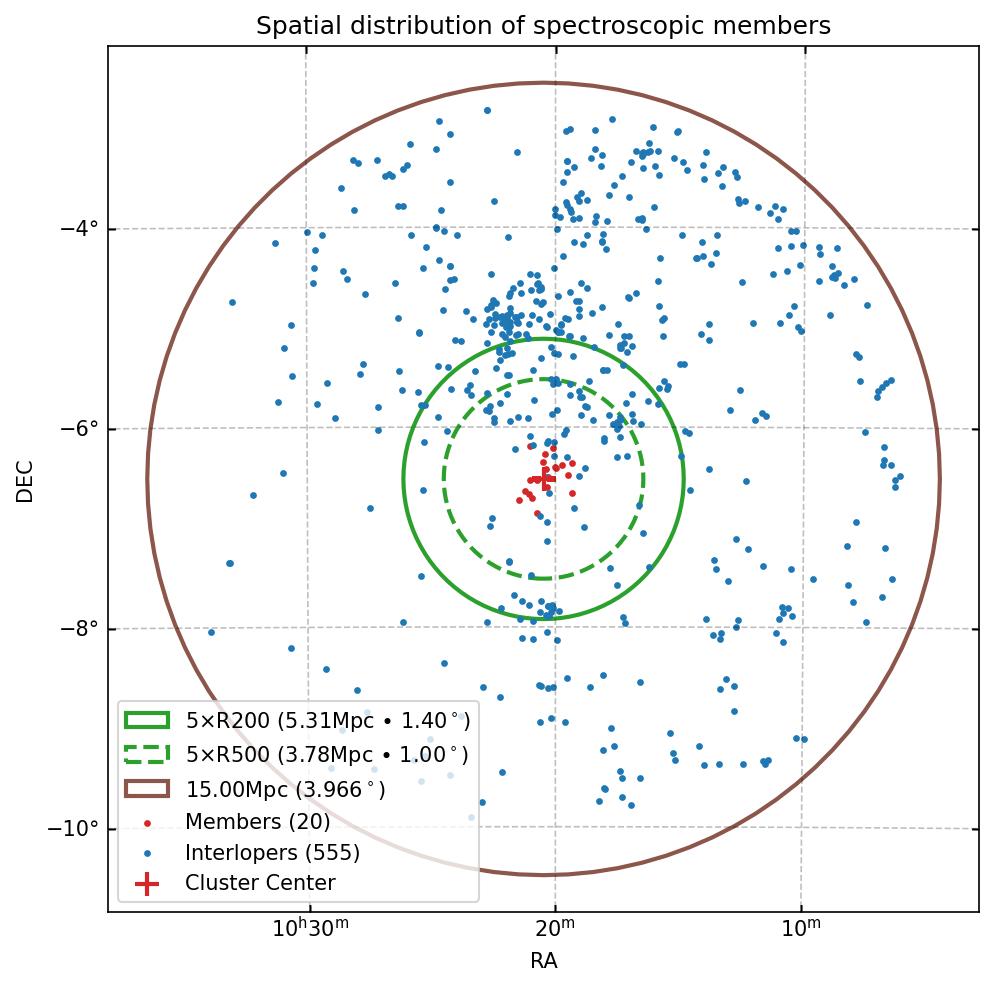 Spatial distribution of spectroscopic members
−4°
−6°
−8°
−10°
DEC
5×R200 (5.31Mpc • 1.40°)
5×R500 (3.78Mpc • 1.00°)
15.00Mpc (3.966°)
Members (20)
Interlopers (555)
Cluster Center
10h30m 20m 10m
RA